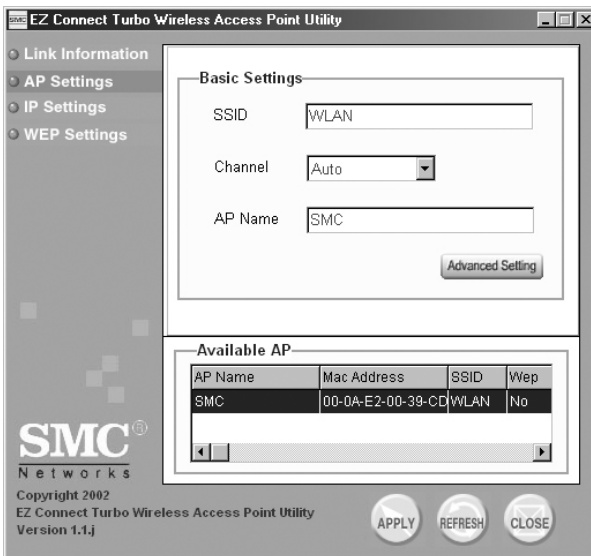 SMC EZ Connect Turbo Wireless Access Point Utility
Link Information
AP Settings
IP Settings
WEP Settings
Basic Settings
SSID WLAN
Channel Auto
AP Name SMC
Advanced Setting
Available AP
AP Name Mac Address SSID Wep
SMC 00-0A-E2-00-39-CD WLAN No
SMC®
Networks
Copyright 2002
EZ Connect Turbo Wireless Access Point Utility
Version 1.1.j
APPLY REFRESH CLOSE